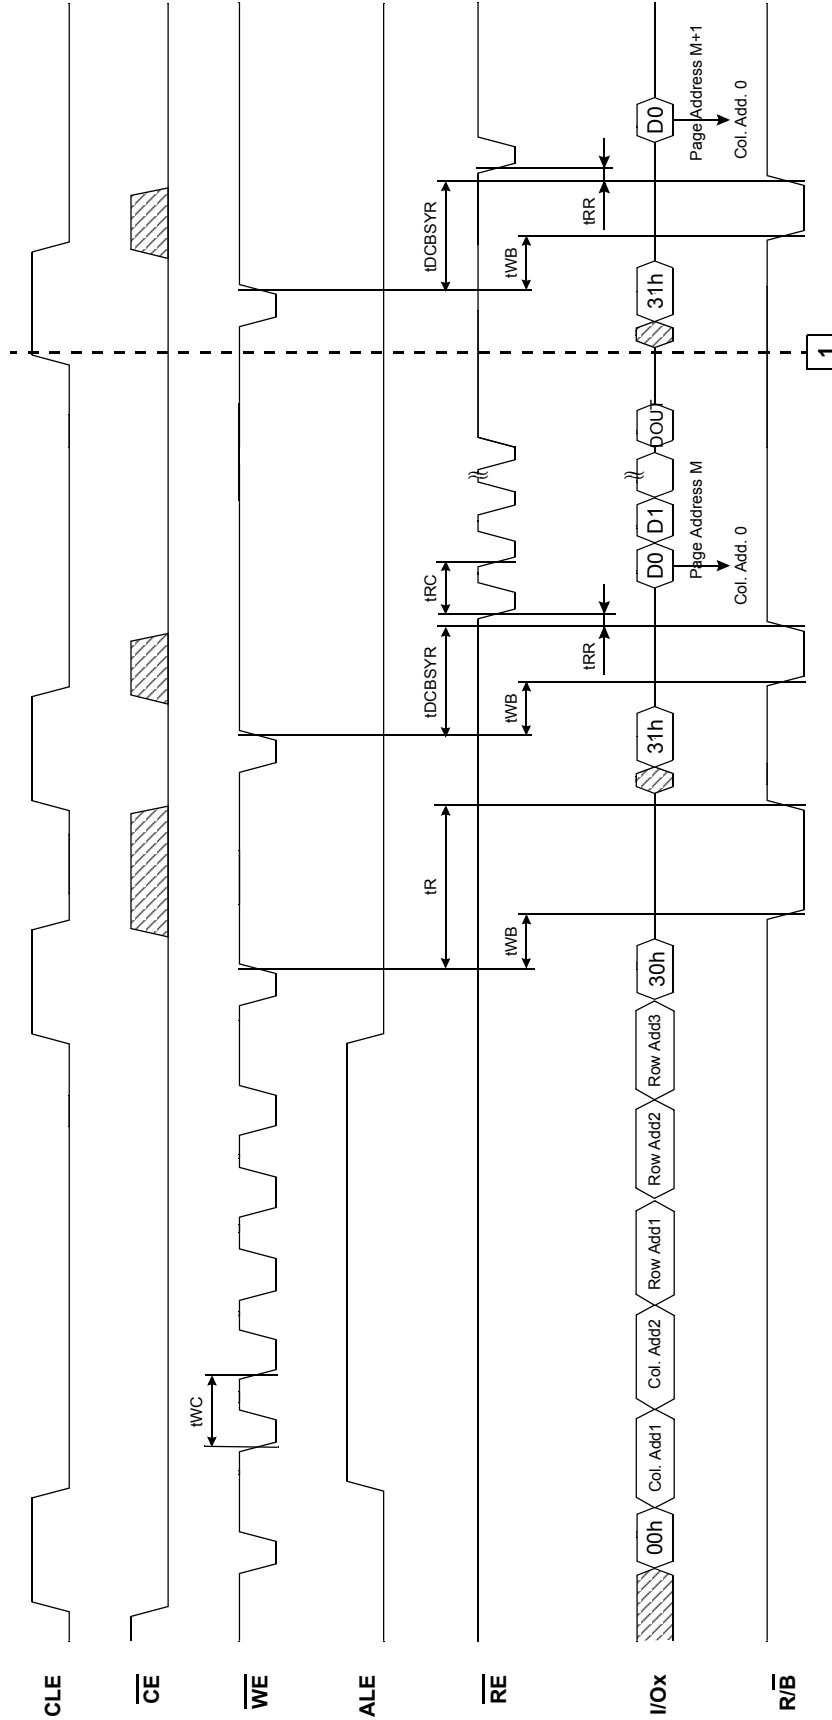 CLE
CE
tWC
WE
ALE
tR
tDCBSYR
tRC
tDCBSYR
RE
tWB
tWB
tWB
tRR
tRR
I/Ox
00h
Col. Add1
Col. Add2
Row Add1
Row Add2
Row Add3
30h
31h
D0
D1
DOUT
31h
D0
Page Address M
Page Address M+1
Col. Add. 0
Col. Add. 0
R/B
1